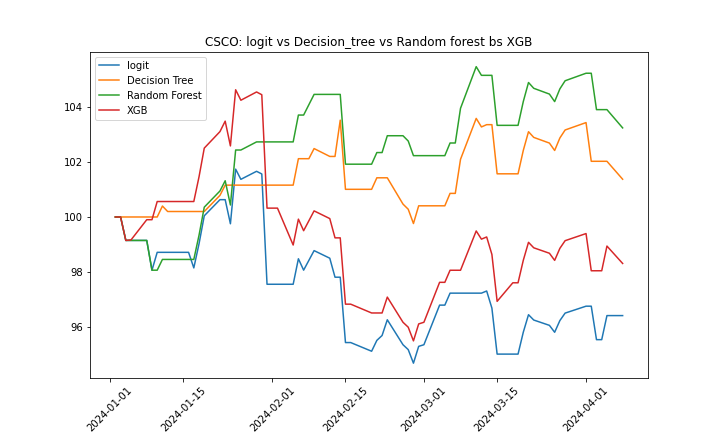 CSCO: logit vs Decision_tree vs Random forest bs XGB
logit
Decision Tree
Random Forest
XGB
104
102
100
98
96
2024-01-01
2024-01-15
2024-02-01
2024-02-15
2024-03-01
2024-03-15
2024-04-01